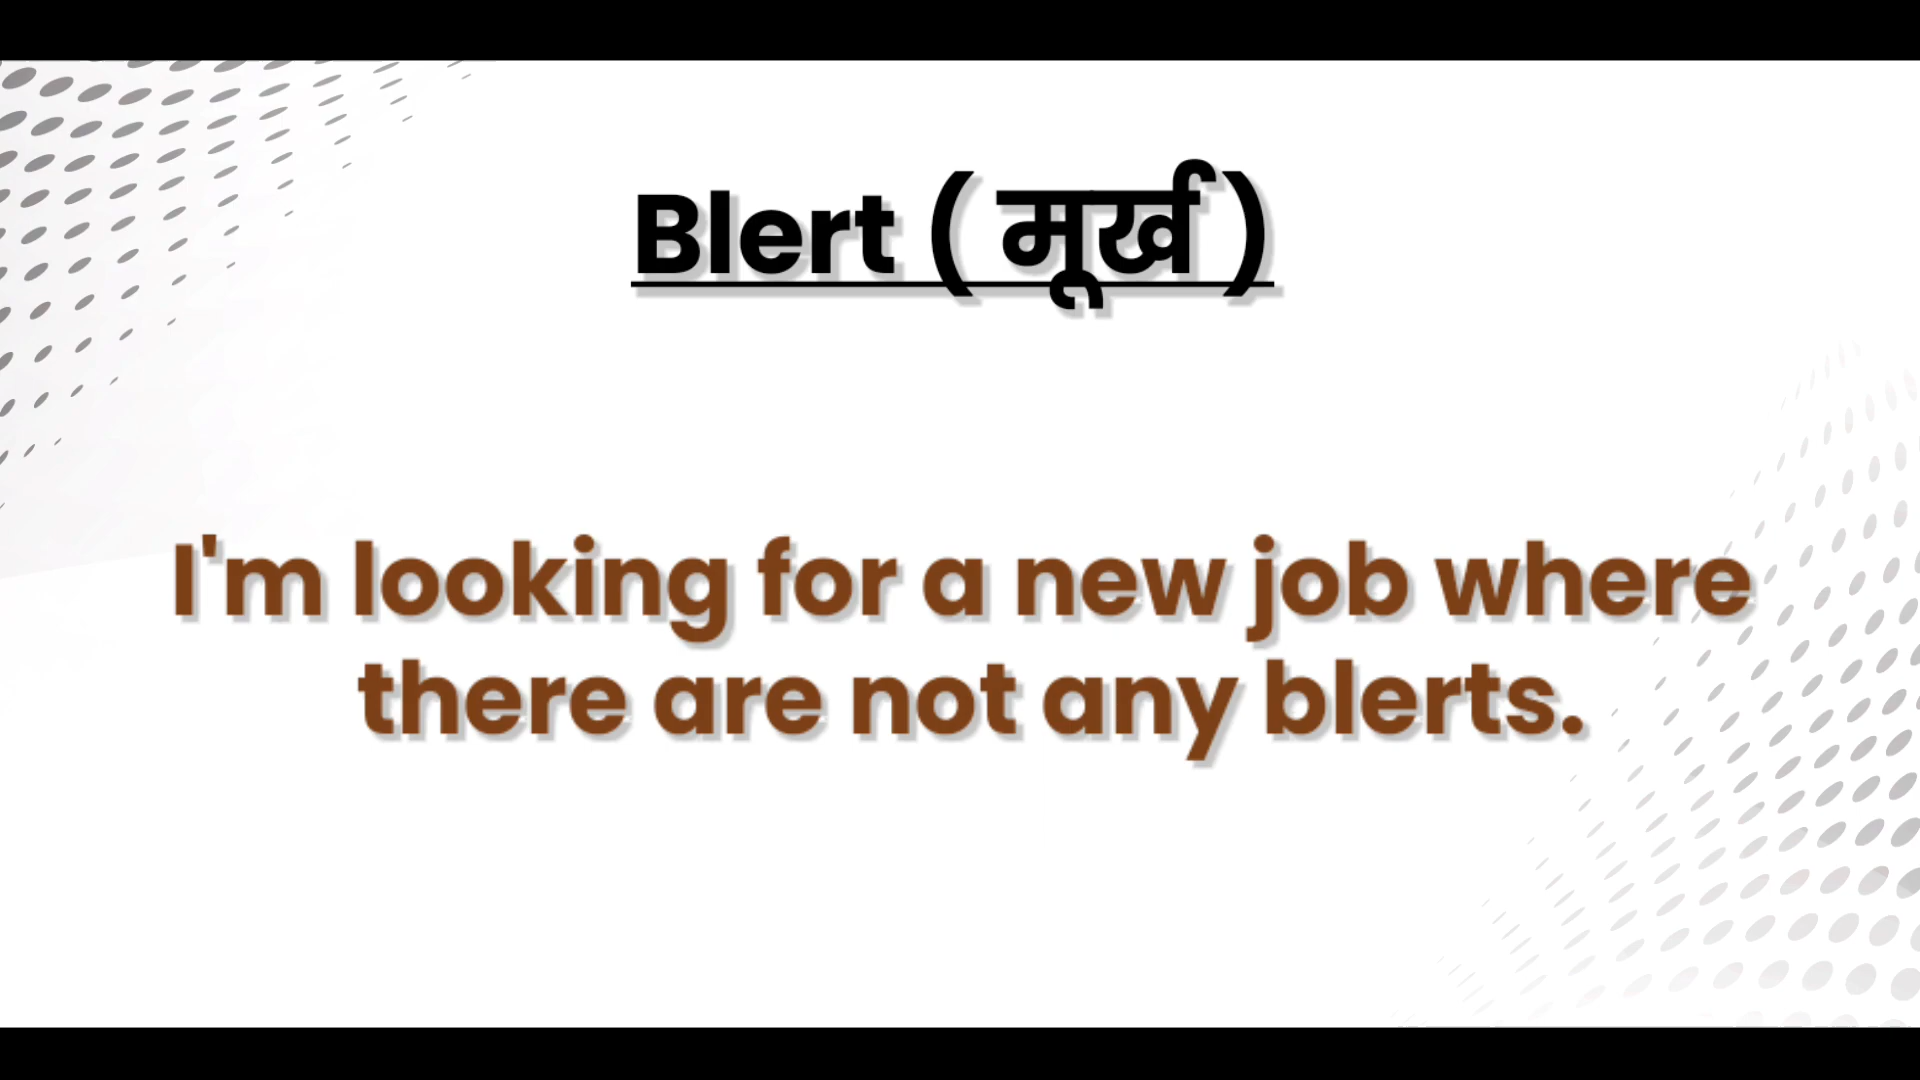 Blert ( मूर्ख )
I'm looking for a new job where
there are not any blerts.